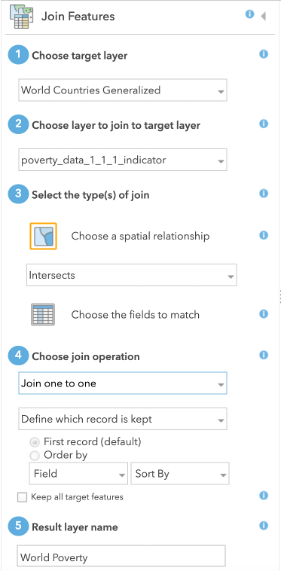 Join Features
1 Choose target layer
World Countries Generalized
2 Choose layer to join to target layer
poverty_data_1_1_1_indicator
3 Select the type(s) of join
Choose a spatial relationship
Intersects
Choose the fields to match
4 Choose join operation
Join one to one
Define which record is kept
First record (default)
Order by
Field Sort By
Keep all target features
5 Result layer name
World Poverty